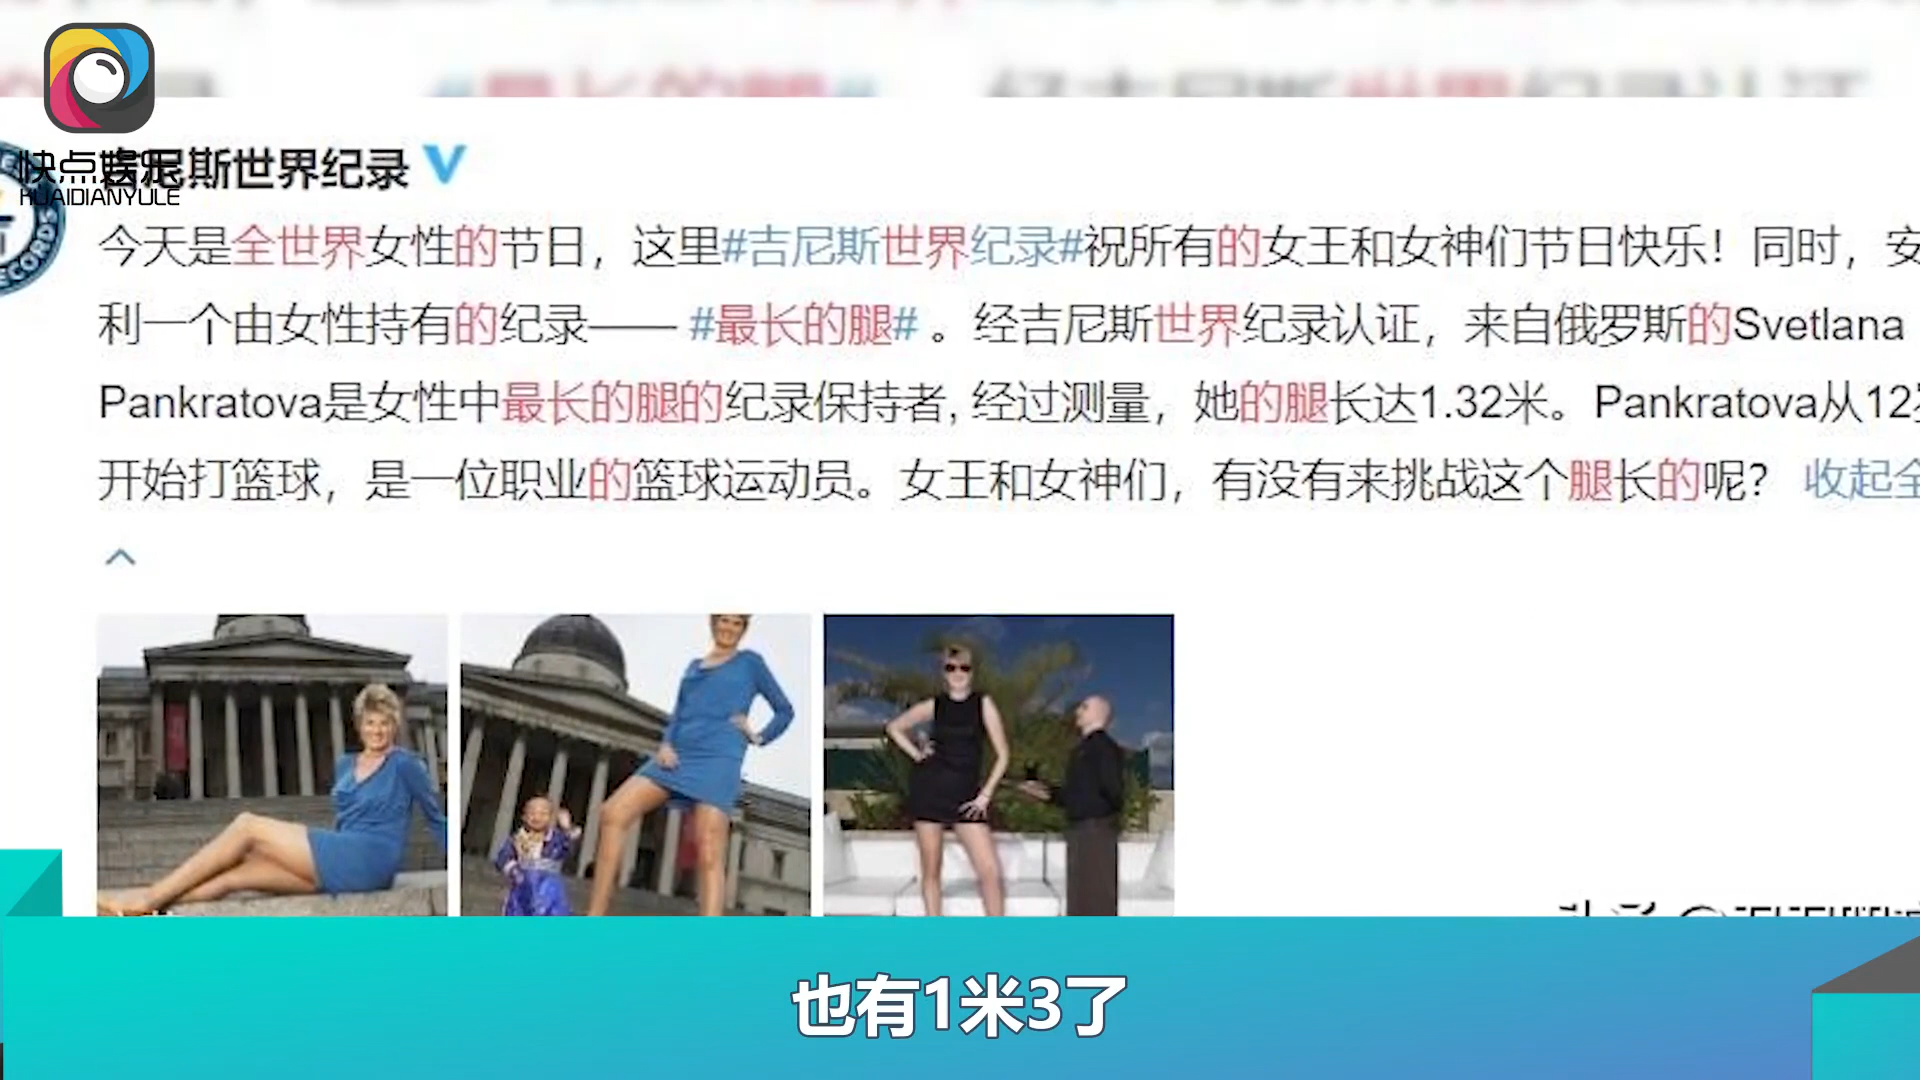 快点娱乐
KUAIDIANYULE
吉尼斯世界纪录
RECORDS
今天是全世界女性的节日，这里#吉尼斯世界纪录#祝所有的女王和女神们节日快乐！同时，安
利一个由女性持有的纪录—— #最长的腿# 。经吉尼斯世界纪录认证，来自俄罗斯的Svetlana
Pankratova是女性中最长的腿的纪录保持者, 经过测量，她的腿长达1.32米。Pankratova从12岁
开始打篮球，是一位职业的篮球运动员。女王和女神们，有没有来挑战这个腿长的呢？ 收起全
也有1米3了